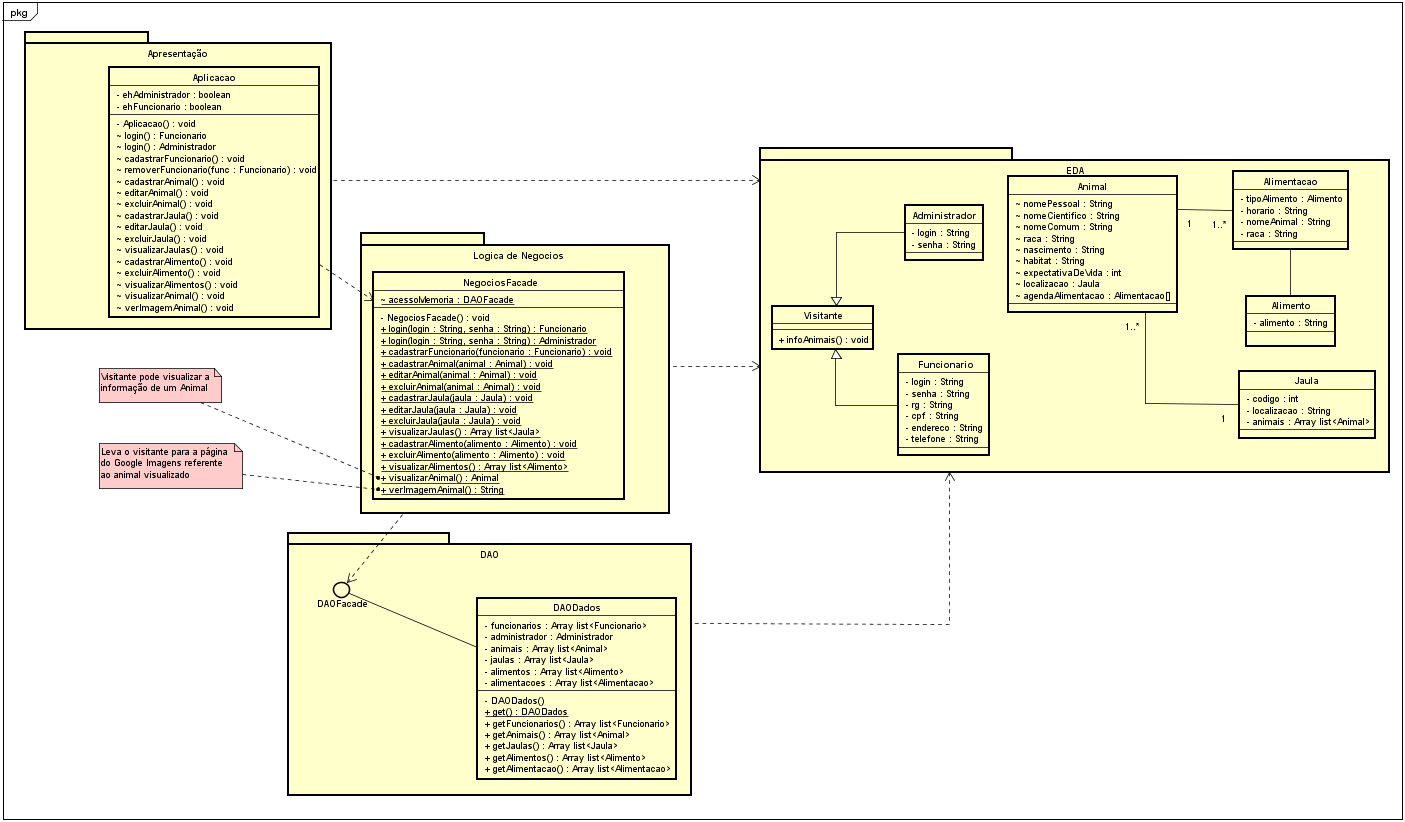 pkg
Apresentação
Aplicacao
- ehAdministrador : boolean
- ehFuncionario : boolean
- Aplicacao() : void
~ login() : Funcionario
~ login() : Administrador
~ cadastrarFuncionario() : void
~ removerFuncionario(func : Funcionario) : void
~ cadastrarAnimal() : void
~ editarAnimal() : void
~ excluirAnimal() : void
~ cadastrarJaula() : void
~ editarJaula() : void
~ excluirJaula() : void
~ visualizarJaulas() : void
~ cadastrarAlimento() : void
~ excluirAlimento() : void
~ visualizarAlimentos() : void
~ visualizarAnimal() : void
~ verImagemAnimal() : void
Logica de Negocios
NegociosFacade
~ acessoMemoria : DAOFacade
- NegociosFacade() : void
+ login(login : String, senha : String) : Funcionario
+ login(login : String, senha : String) : Administrador
+ cadastrarFuncionario(funcionario : Funcionario) : void
+ cadastrarAnimal(animal : Animal) : void
+ editarAnimal(animal : Animal) : void
+ excluirAnimal(animal : Animal) : void
+ cadastrarJaula(jaula : Jaula) : void
+ editarJaula(jaula : Jaula) : void
+ excluirJaula(jaula : Jaula) : void
+ visualizarJaulas() : Array list<Jaula>
+ cadastrarAlimento(alimento : Alimento) : void
+ excluirAlimento(alimento : Alimento) : void
+ visualizarAlimentos() : Array list<Alimento>
+ visualizarAnimal() : Animal
+ verImagemAnimal() : String
Visitante pode visualizar a
informação de um Animal
Leva o visitante para a página
do Google Imagens referente
ao animal visualizado
DAO
DAOFacade
DAODados
- funcionarios : Array list<Funcionario>
- administrador : Administrador
- animais : Array list<Animal>
- jaulas : Array list<Jaula>
- alimentos : Array list<Alimento>
- alimentacoes : Array list<Alimentacao>
- DAODados()
+ get() : DAODados
+ getFuncionarios() : Array list<Funcionario>
+ getAnimais() : Array list<Animal>
+ getJaulas() : Array list<Jaula>
+ getAlimentos() : Array list<Alimento>
+ getAlimentacao() : Array list<Alimentacao>
EDA
Administrador
- login : String
- senha : String
Visitante
+ infoAnimais() : void
Funcionario
- login : String
- senha : String
- rg : String
- cpf : String
- endereco : String
- telefone : String
Animal
~ nomePessoal : String
~ nomeCientifico : String
~ nomeComum : String
~ raca : String
~ nascimento : String
~ habitat : String
~ expectativaDeVida : int
~ localizacao : Jaula
~ agendaAlimentacao : Alimentacao[]
1
1..*
Alimentacao
- tipoAlimento : Alimento
- horario : String
- nomeAnimal : String
- raca : String
Alimento
- alimento : String
1..*
1
Jaula
- codigo : int
- localizacao : String
- animais : Array list<Animal>